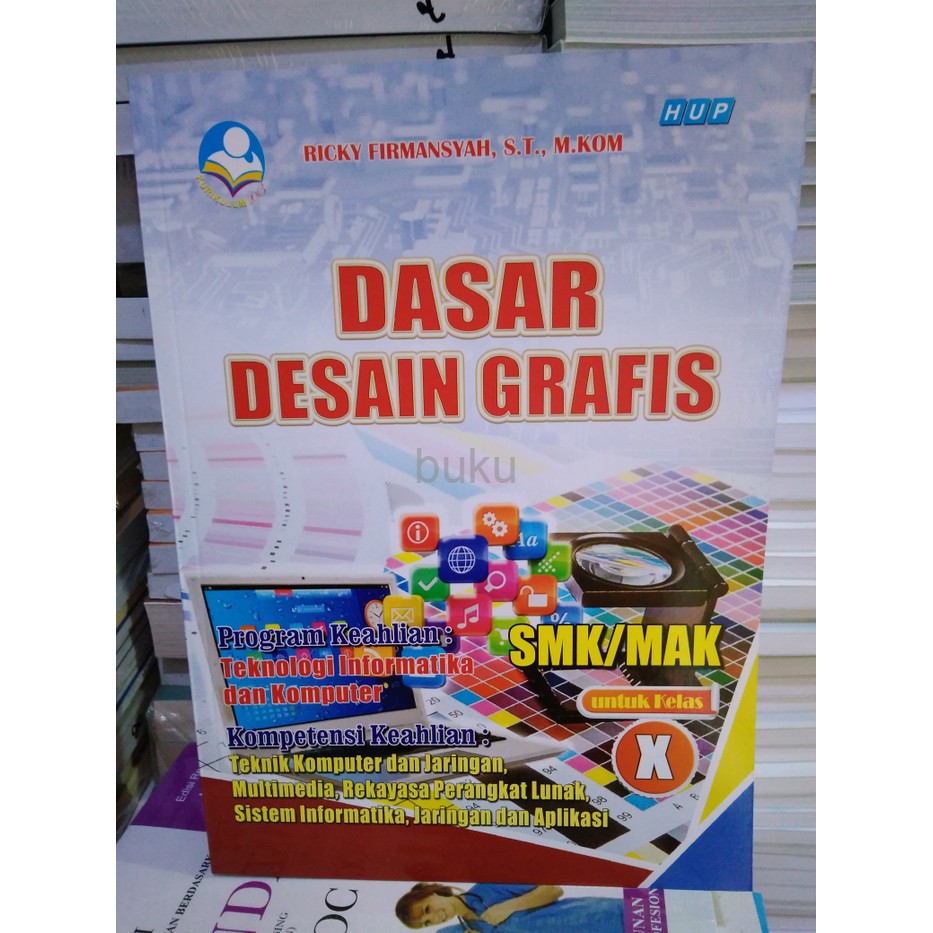 HUP
RICKY FIRMANSYAH, S.T., M.KOM
DASAR
DESAIN GRAFIS
buku
Aa
SMK/MAK
untuk Kelas
X
Program Keahlian :
Teknologi Informatika
dan Komputer
Kompetensi Keahlian :
Teknik Komputer dan Jaringan,
Multimedia, Rekayasa Perangkat Lunak,
Sistem Informatika, Jaringan dan Aplikasi